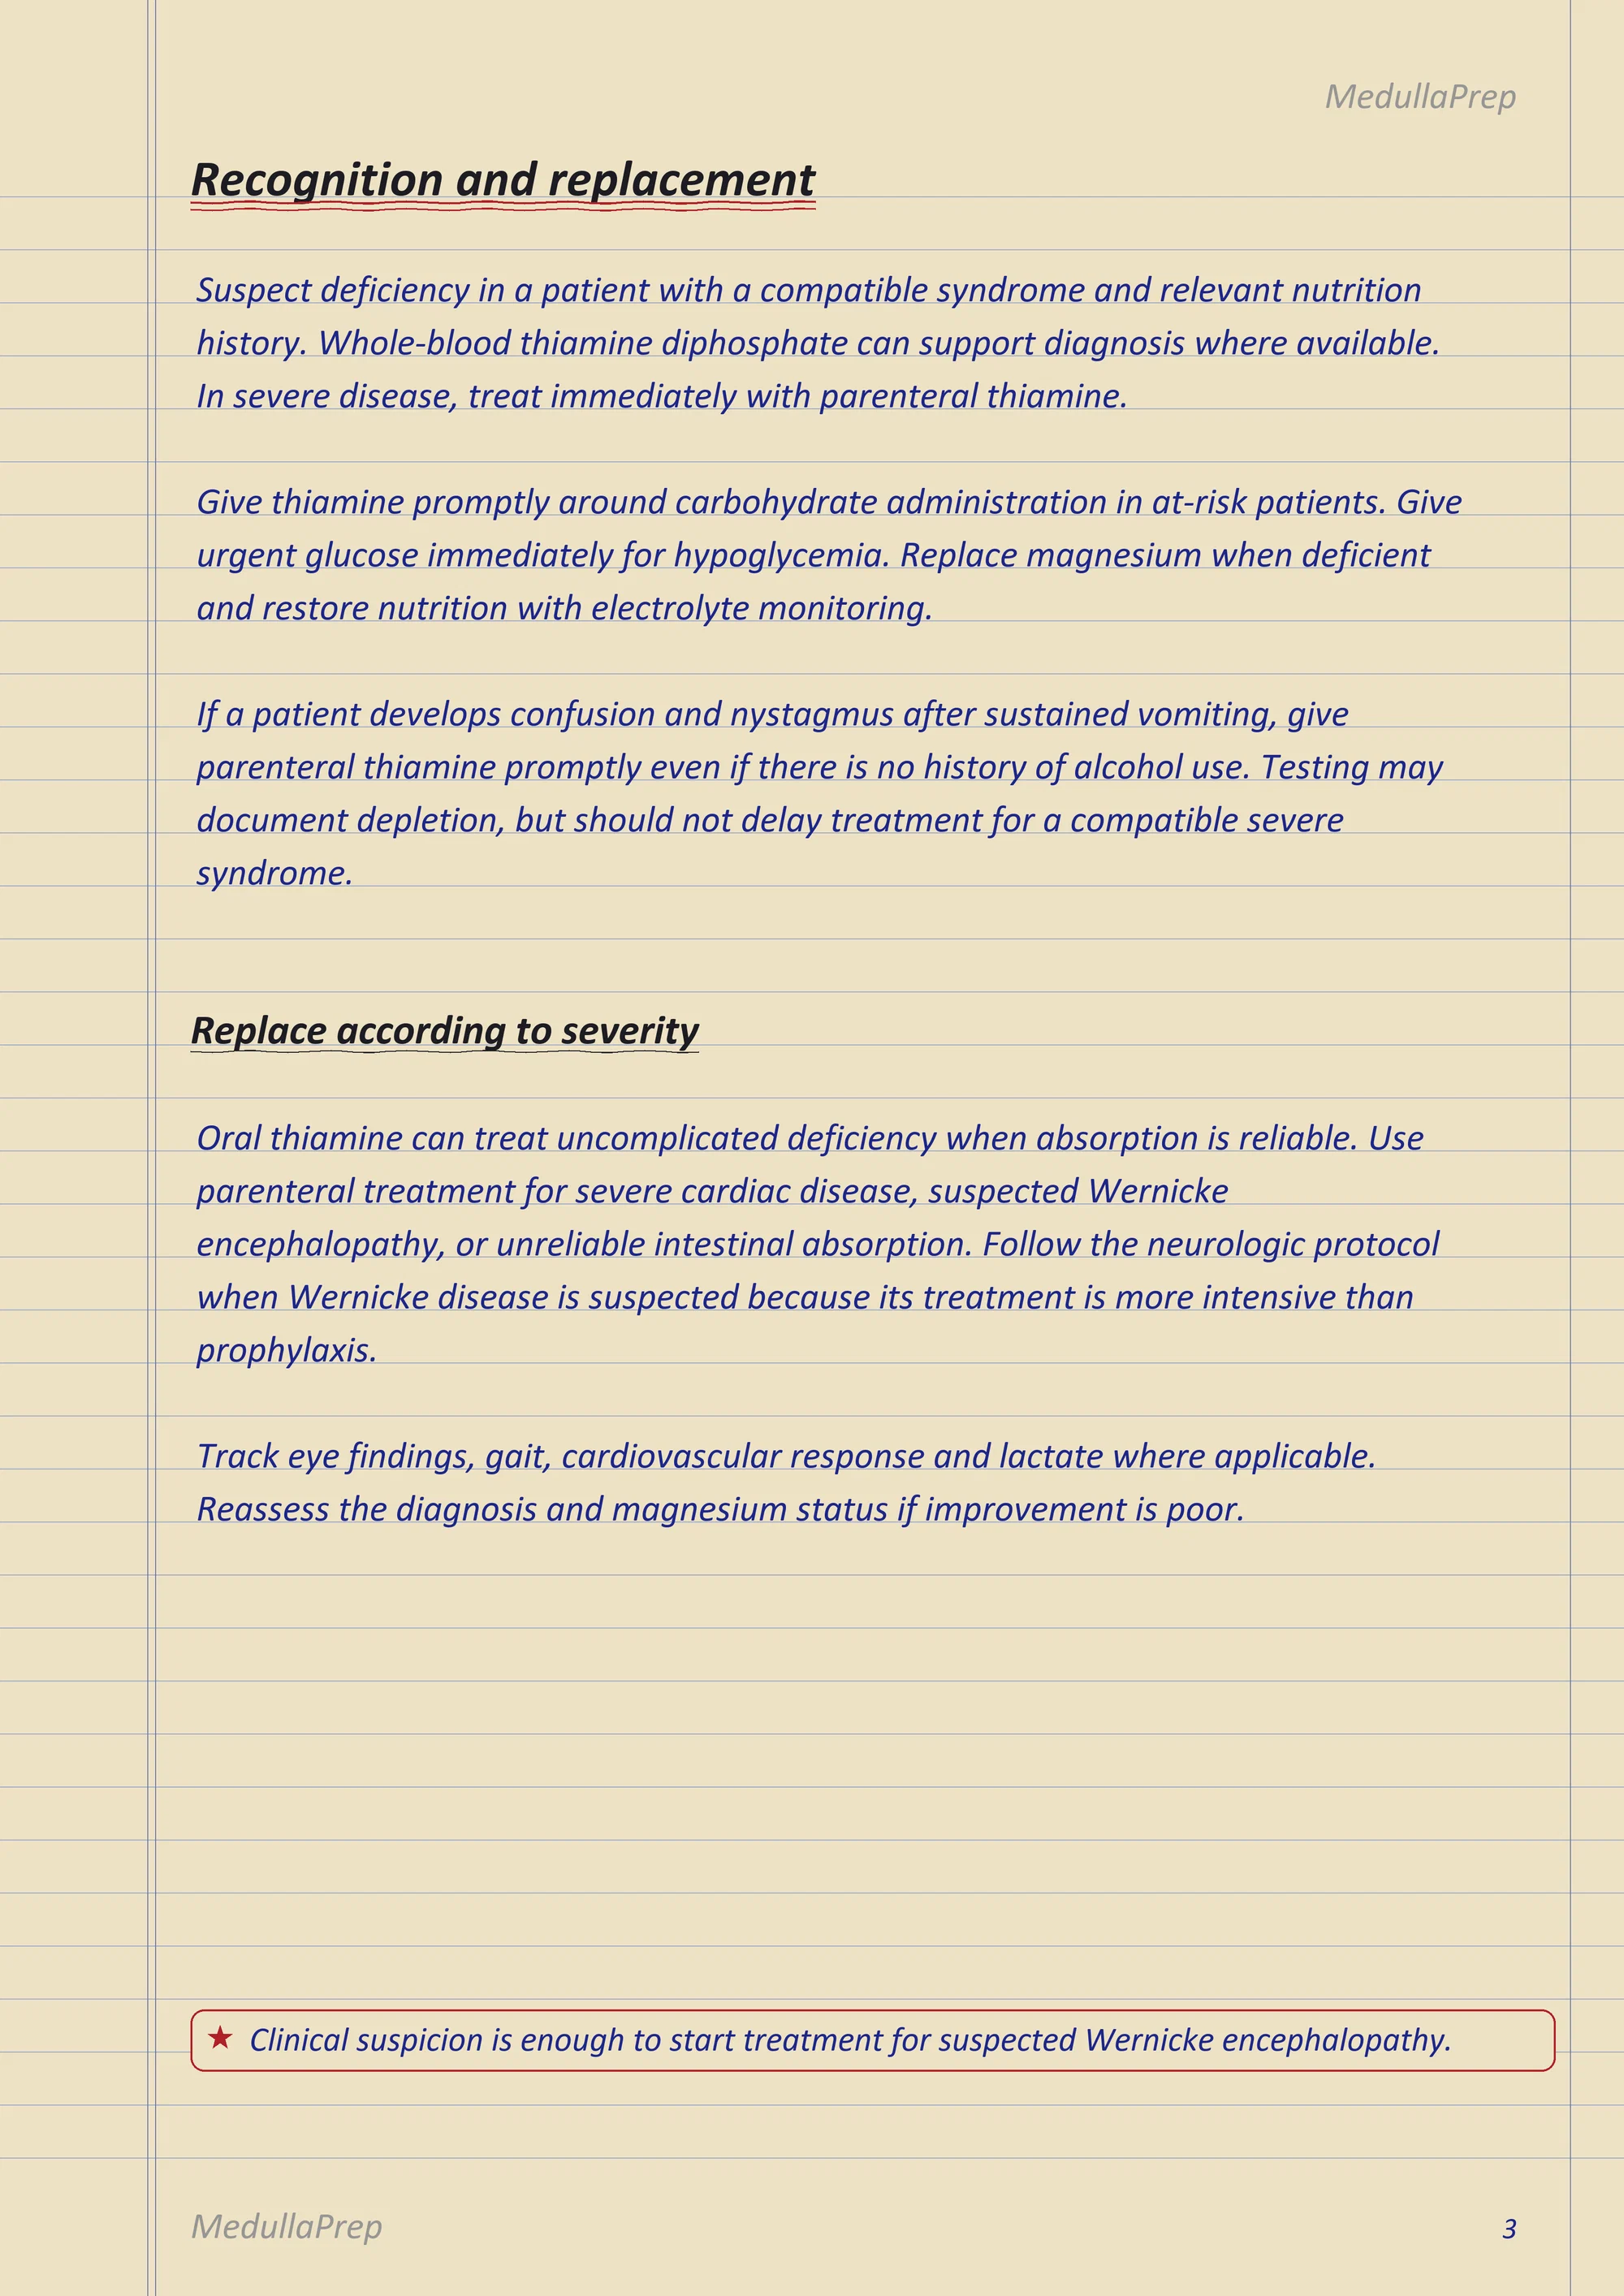 MedullaPrep
Recognition and replacement
Suspect deficiency in a patient with a compatible syndrome and relevant nutrition
history. Whole-blood thiamine diphosphate can support diagnosis where available.
In severe disease, treat immediately with parenteral thiamine.
Give thiamine promptly around carbohydrate administration in at-risk patients. Give
urgent glucose immediately for hypoglycemia. Replace magnesium when deficient
and restore nutrition with electrolyte monitoring.
If a patient develops confusion and nystagmus after sustained vomiting, give
parenteral thiamine promptly even if there is no history of alcohol use. Testing may
document depletion, but should not delay treatment for a compatible severe
syndrome.
Replace according to severity
Oral thiamine can treat uncomplicated deficiency when absorption is reliable. Use
parenteral treatment for severe cardiac disease, suspected Wernicke
encephalopathy, or unreliable intestinal absorption. Follow the neurologic protocol
when Wernicke disease is suspected because its treatment is more intensive than
prophylaxis.
Track eye findings, gait, cardiovascular response and lactate where applicable.
Reassess the diagnosis and magnesium status if improvement is poor.
★ Clinical suspicion is enough to start treatment for suspected Wernicke encephalopathy.
MedullaPrep
3